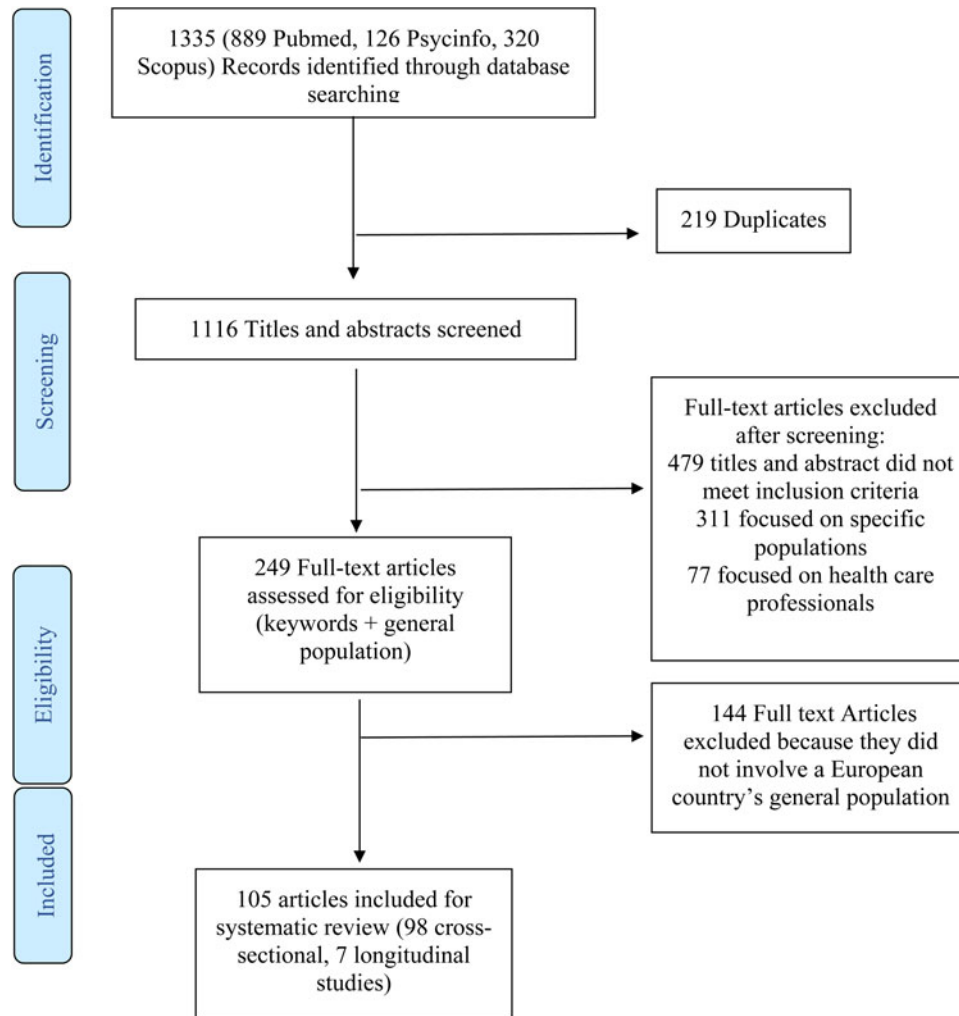 Identification
1335 (889 Pubmed, 126 Psycinfo, 320
Scopus) Records identified through database
searching
219 Duplicates
Screening
1116 Titles and abstracts screened
Full-text articles excluded
after screening:
479 titles and abstract did not
meet inclusion criteria
311 focused on specific
populations
77 focused on health care
professionals
Eligibility
249 Full-text articles
assessed for eligibility
(keywords + general
population)
144 Full text Articles
excluded because they did
not involve a European
country’s general population
Included
105 articles included for
systematic review (98 cross-
sectional, 7 longitudinal
studies)